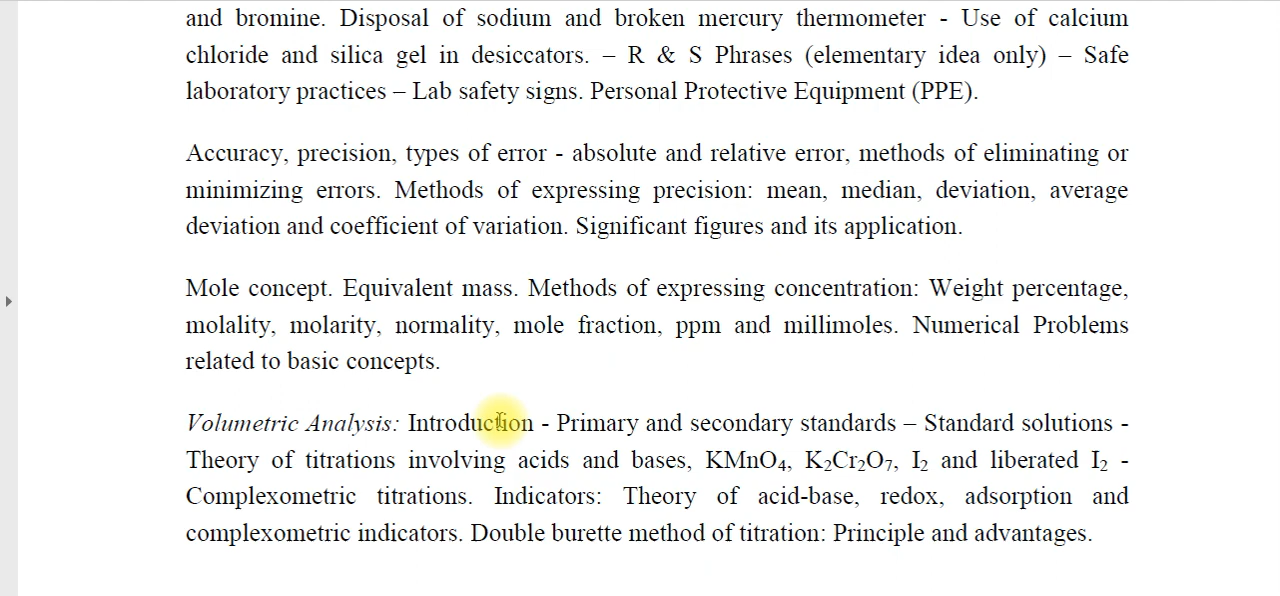 and bromine. Disposal of sodium and broken mercury thermometer - Use of calcium
chloride and silica gel in desiccators. – R & S Phrases (elementary idea only) – Safe
laboratory practices – Lab safety signs. Personal Protective Equipment (PPE).
Accuracy, precision, types of error - absolute and relative error, methods of eliminating or
minimizing errors. Methods of expressing precision: mean, median, deviation, average
deviation and coefficient of variation. Significant figures and its application.
Mole concept. Equivalent mass. Methods of expressing concentration: Weight percentage,
molality, molarity, normality, mole fraction, ppm and millimoles. Numerical Problems
related to basic concepts.
Volumetric Analysis: Introduction - Primary and secondary standards – Standard solutions -
Theory of titrations involving acids and bases, KMnO₄, K₂Cr₂O₇, I₂ and liberated I₂ -
Complexometric titrations. Indicators: Theory of acid-base, redox, adsorption and
complexometric indicators. Double burette method of titration: Principle and advantages.